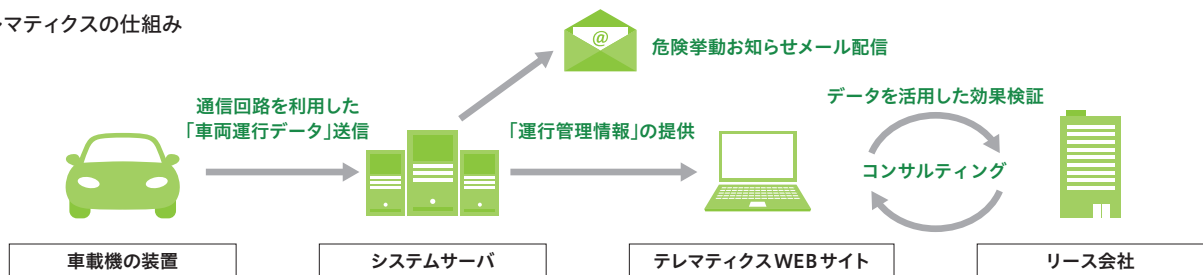 レマティクスの仕組み
@
危険挙動お知らせメール配信
通信回路を利用した
「車両運行データ」送信
「運行管理情報」の提供
データを活用した効果検証
コンサルティング
車載機の装置
システムサーバ
テレマティクスWEBサイト
リース会社